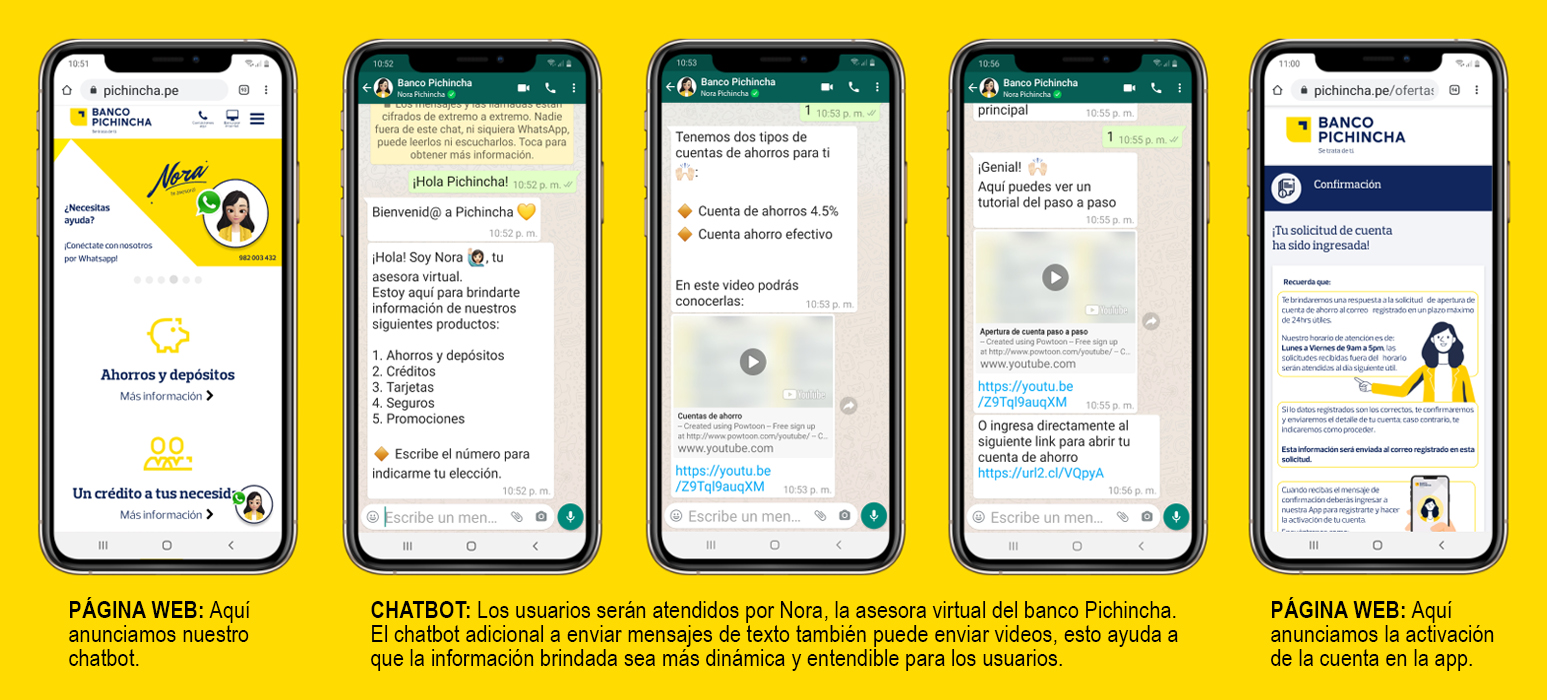 10:51
pichincha.pe
BANCO
PICHINCHA
Nora
tu asesora
¿Necesitas
ayuda?
¡Conéctate con nosotros
por Whatsapp!
982 003 432
Ahorros y depósitos
Más información
Un crédito a tus necesid
Más información
10:52
Banco Pichincha
Nora Pichincha
Los mensajes y las llamadas están
cifrados de extremo a extremo. Nadie
fuera de este chat, ni siquiera WhatsApp,
puede leerlos ni escucharlos. Toca para
obtener más información.
¡Hola Pichincha! 10:52 p. m.
Bienvenid@ a Pichincha 💛
10:52 p. m.
¡Hola! Soy Nora 🙋🏻‍♀️, tu
asesora virtual.
Estoy aquí para brindarte
información de nuestros
siguientes productos:
1. Ahorros y depósitos
2. Créditos
3. Tarjetas
4. Seguros
5. Promociones
🔶 Escribe el número para
indicarme tu elección.
10:52 p. m.
Escribe un men...
10:53
Banco Pichincha
Nora Pichincha
1 10:53 p. m.
Tenemos dos tipos de
cuentas de ahorros para ti
🙌🏻:
🔶 Cuenta de ahorros 4.5%
🔶 Cuenta ahorro efectivo
En este video podrás
conocerlas: 10:53 p. m.
YouTube
Cuentas de ahorro
– Created using Powtoon – Free sign up
at http://www.powtoon.com/youtube/ – C...
www.youtube.com
https://youtu.be
/Z9TqI9auqXM 10:53 p. m.
Escribe un men...
10:56
Banco Pichincha
Nora Pichincha
principal 10:55 p. m.
1 10:55 p. m.
¡Genial! 🙌🏻
Aquí puedes ver un
tutorial del paso a paso
10:55 p. m.
YouTube
Apertura de cuenta paso a paso
– Created using Powtoon – Free sign up
at http://www.powtoon.com/youtube/ – C...
www.youtube.com
https://youtu.be
/Z9TqI9auqXM 10:55 p. m.
O ingresa directamente al
siguiente link para abrir tu
cuenta de ahorro
https://url2.cl/VQpyA
10:56 p. m.
Escribe un men...
11:00
pichincha.pe/ofertas
BANCO
PICHINCHA
Se trata de ti
Confirmación
¡Tu solicitud de cuenta
ha sido ingresada!
Recuerda que:
Te brindaremos una respuesta a la solicitud de apertura de
cuenta de ahorro al correo registrado en un plazo máximo
de 24hrs útiles.
Nuestro horario de atención es de:
Lunes a Viernes de 9am a 5pm, las
solicitudes recibidas fuera del horario
serán atendidas al día siguiente útil.
Si lo datos registrados son los correctos, te confirmaremos
y enviaremos el detalle de tu cuenta; caso contrario, te
indicaremos como proceder.
Esta información será enviada al correo registrado en esta
solicitud.
Cuando recibas el mensaje de
confirmación deberás ingresar a
nuestra App para registrarte y hacer
la activación de tu cuenta.
PÁGINA WEB: Aquí
anunciamos nuestro
chatbot.
CHATBOT: Los usuarios serán atendidos por Nora, la asesora virtual del banco Pichincha.
El chatbot adicional a enviar mensajes de texto también puede enviar videos, esto ayuda a
que la información brindada sea más dinámica y entendible para los usuarios.
PÁGINA WEB: Aquí
anunciamos la activación
de la cuenta en la app.